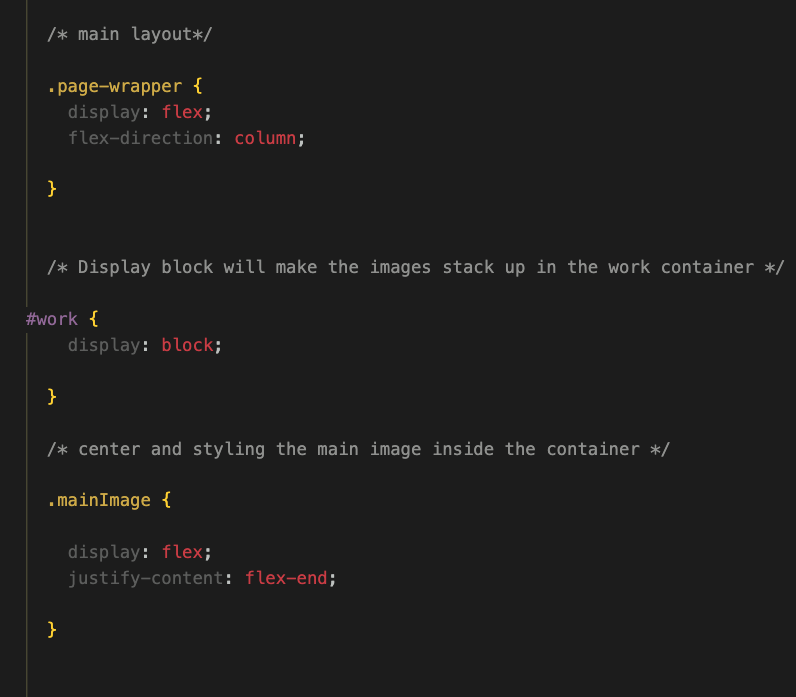 /* main layout*/
.page-wrapper {
display: flex;
flex-direction: column;
}
/* Display block will make the images stack up in the work container */
#work {
display: block;
}
/* center and styling the main image inside the container */
.mainImage {
display: flex;
justify-content: flex-end;
}